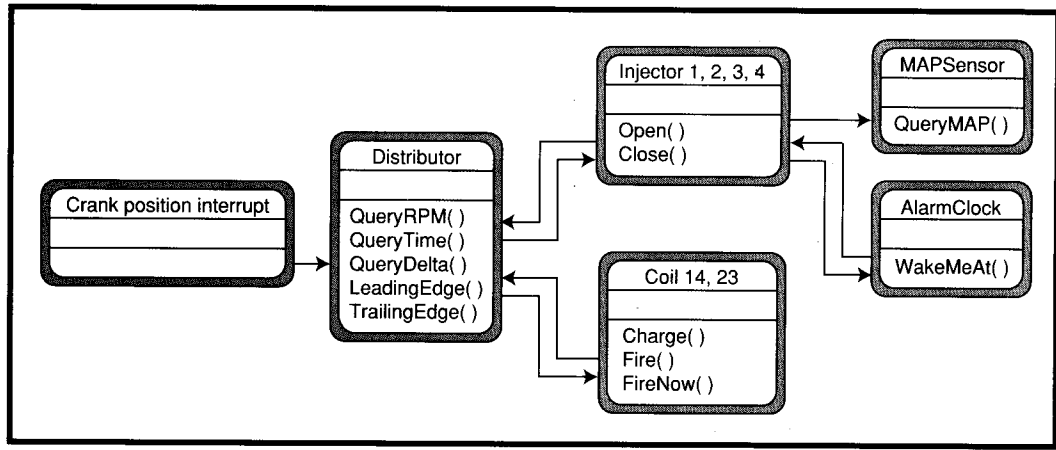 Crank position interrupt
Distributor
QueryRPM( )
QueryTime( )
QueryDelta( )
LeadingEdge( )
TrailingEdge( )
Injector 1, 2, 3, 4
Open( )
Close( )
Coil 14, 23
Charge( )
Fire( )
FireNow( )
MAPSensor
QueryMAP( )
AlarmClock
WakeMeAt( )